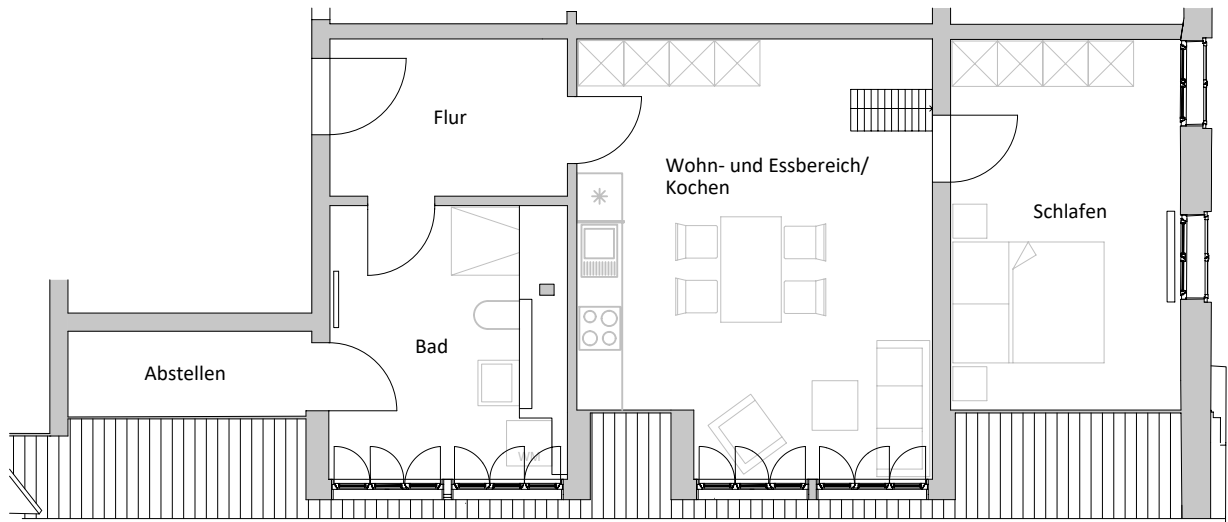 Flur
Wohn- und Essbereich/
Kochen
Schlafen
Bad
Abstellen
WM